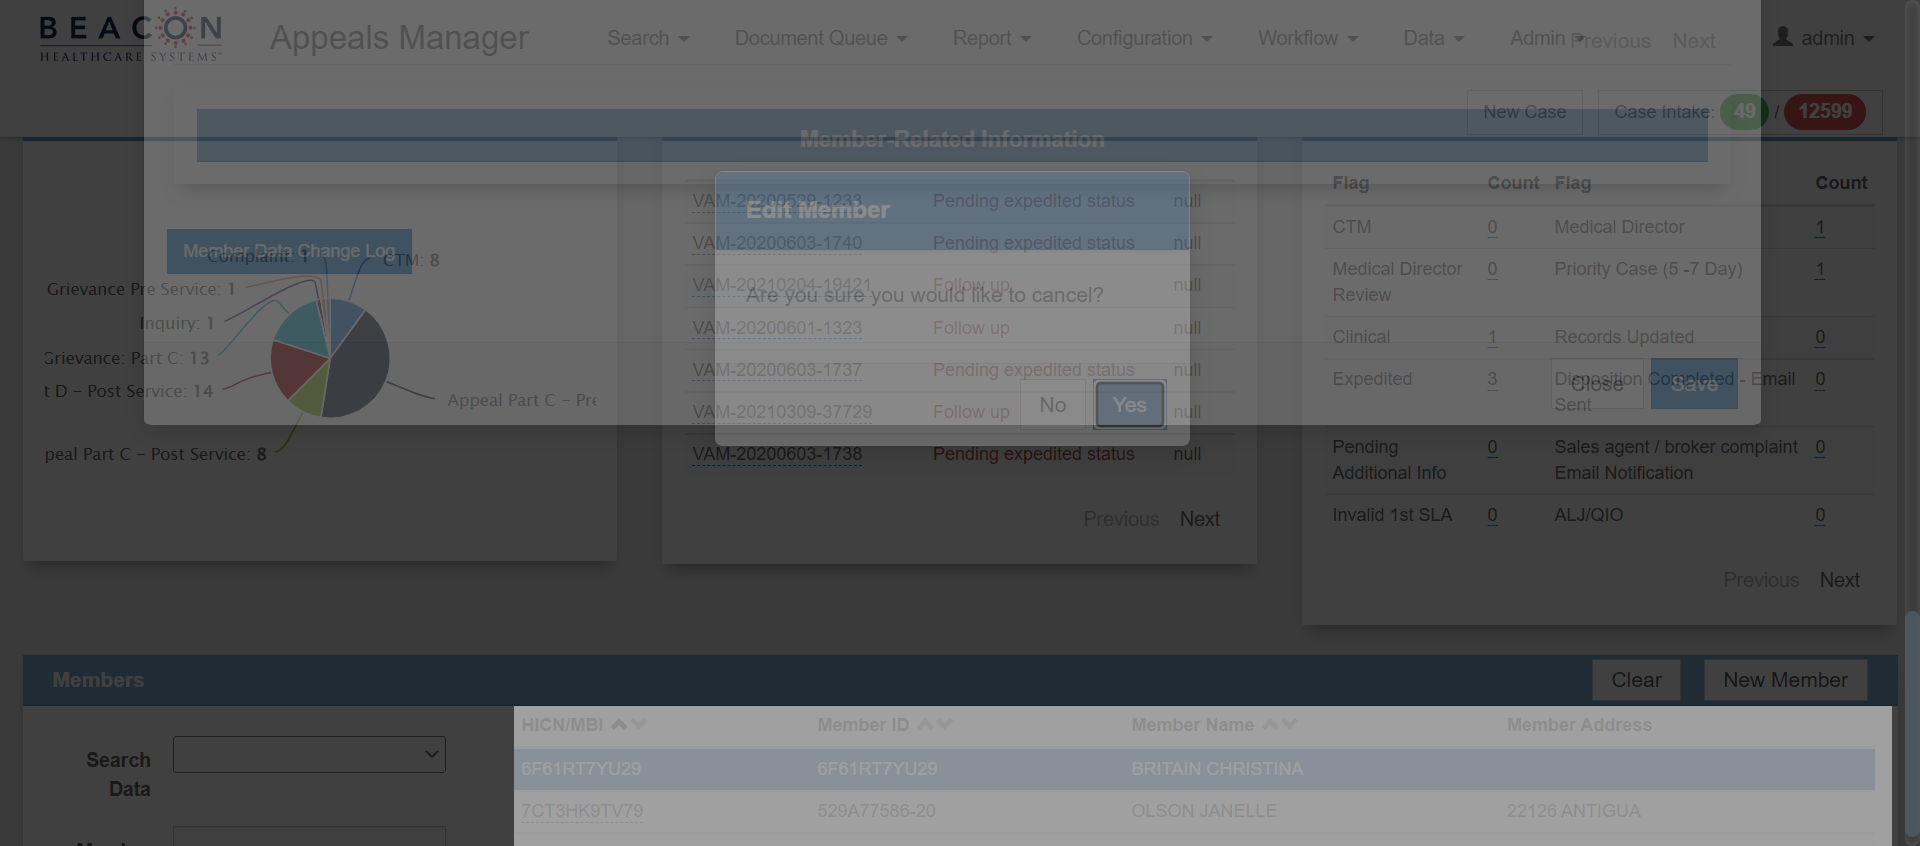 BEACON
HEALTHCARE SYSTEMS
Appeals Manager
Search
Document Queue
Report
Configuration
Workflow
Data
Admin
Previous Next
admin
New Case
Case Intake: 49 / 12599
Member-Related Information
Member Data Change Log
Complaint: 1
CTM: 8
Grievance Pre Service: 1
Inquiry: 1
Grievance: Part C: 13
t D - Post Service: 14
Appeal Part C - Pre
peal Part C - Post Service: 8
VAM-20200529-1233 Pending expedited status null
VAM-20200603-1740 Pending expedited status null
VAM-20210204-19421 Follow up null
VAM-20200601-1323 Follow up null
VAM-20200603-1737 Pending expedited status null
VAM-20210309-37729 Follow up null
VAM-20200603-1738 Pending expedited status null
Previous Next
Edit Member
Are you sure you would like to cancel?
No Yes
Flag Count Flag Count
CTM 0 Medical Director 1
Medical Director 0 Priority Case (5 -7 Day) 1
Review
Clinical 1 Records Updated 0
Expedited 3 Disposition Completed - Email 0
Sent
Pending 0 Sales agent / broker complaint 0
Additional Info Email Notification
Invalid 1st SLA 0 ALJ/QIO 0
Previous Next
Close Save
Members
Clear New Member
Search
Data
HICN/MBI Member ID Member Name Member Address
6F61RT7YU29 6F61RT7YU29 BRITAIN CHRISTINA
7CT3HK9TV79 529A77586-20 OLSON JANELLE 22126 ANTIGUA